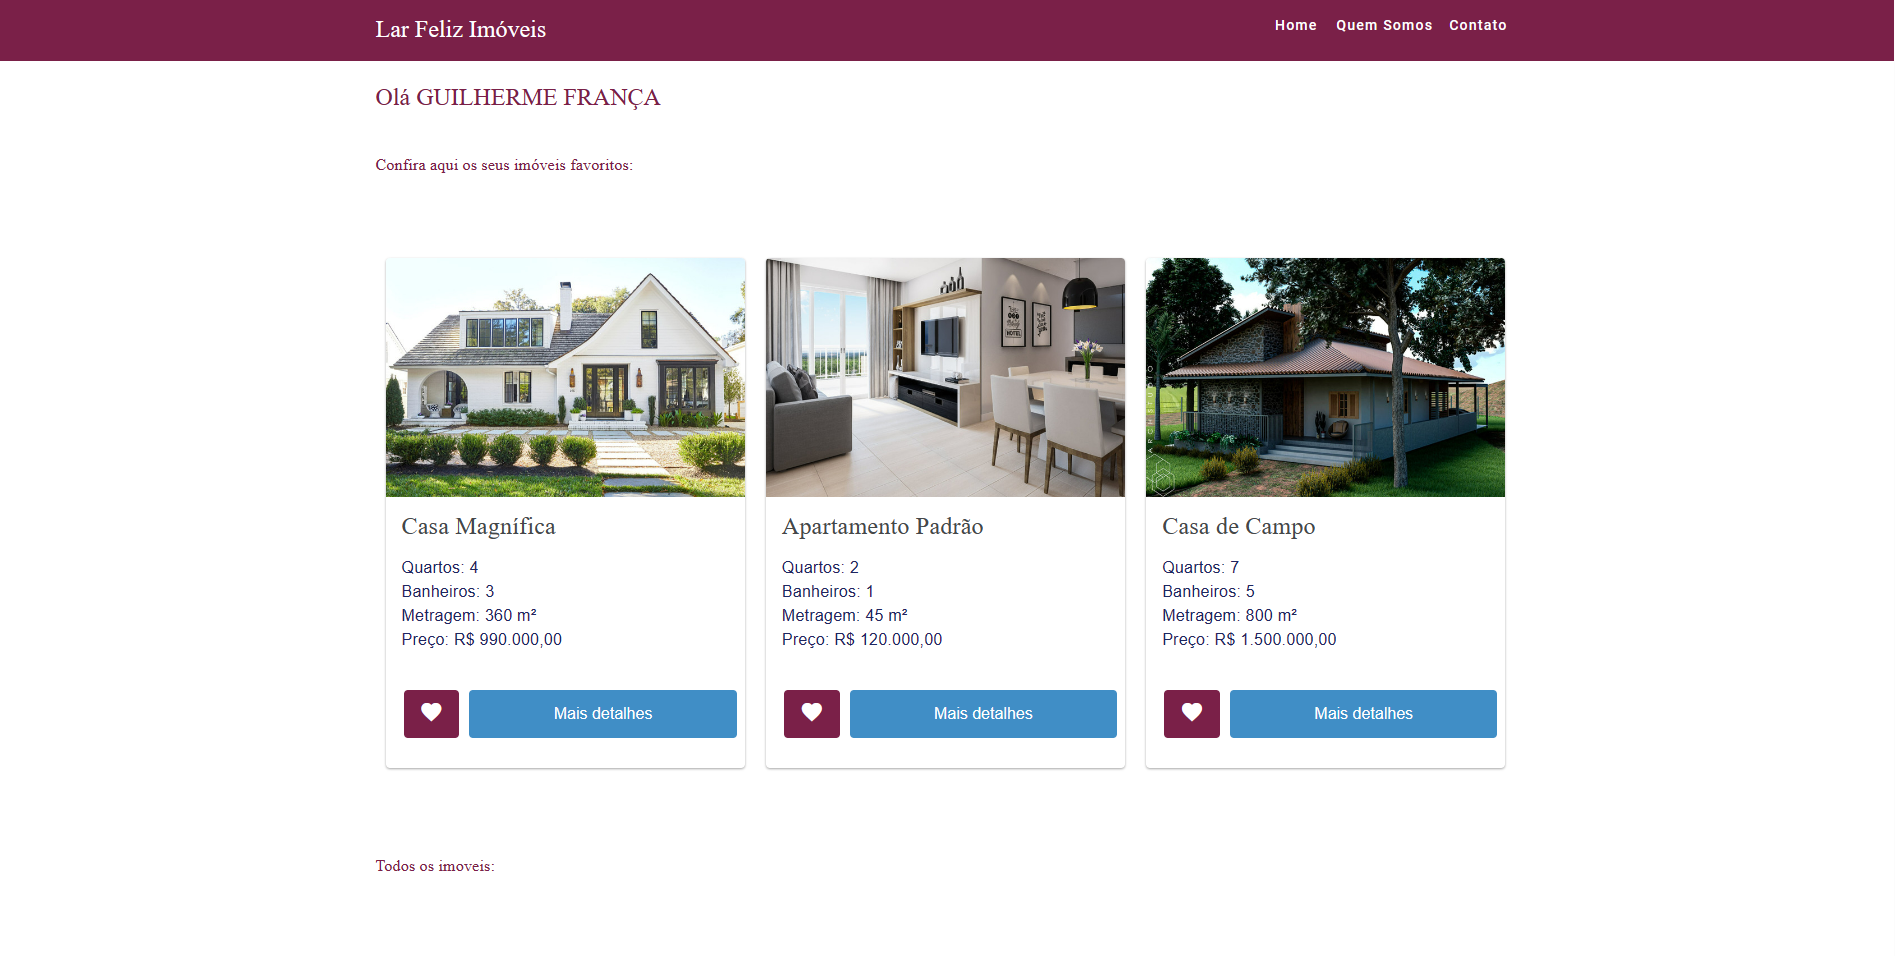 Lar Feliz Imóveis
Home Quem Somos Contato
Olá GUILHERME FRANÇA
Confira aqui os seus imóveis favoritos:
HOTEL
Casa Magnífica
Quartos: 4
Banheiros: 3
Metragem: 360 m²
Preço: R$ 990.000,00
Mais detalhes
Apartamento Padrão
Quartos: 2
Banheiros: 1
Metragem: 45 m²
Preço: R$ 120.000,00
Mais detalhes
Casa de Campo
Quartos: 7
Banheiros: 5
Metragem: 800 m²
Preço: R$ 1.500.000,00
Mais detalhes
Todos os imoveis: